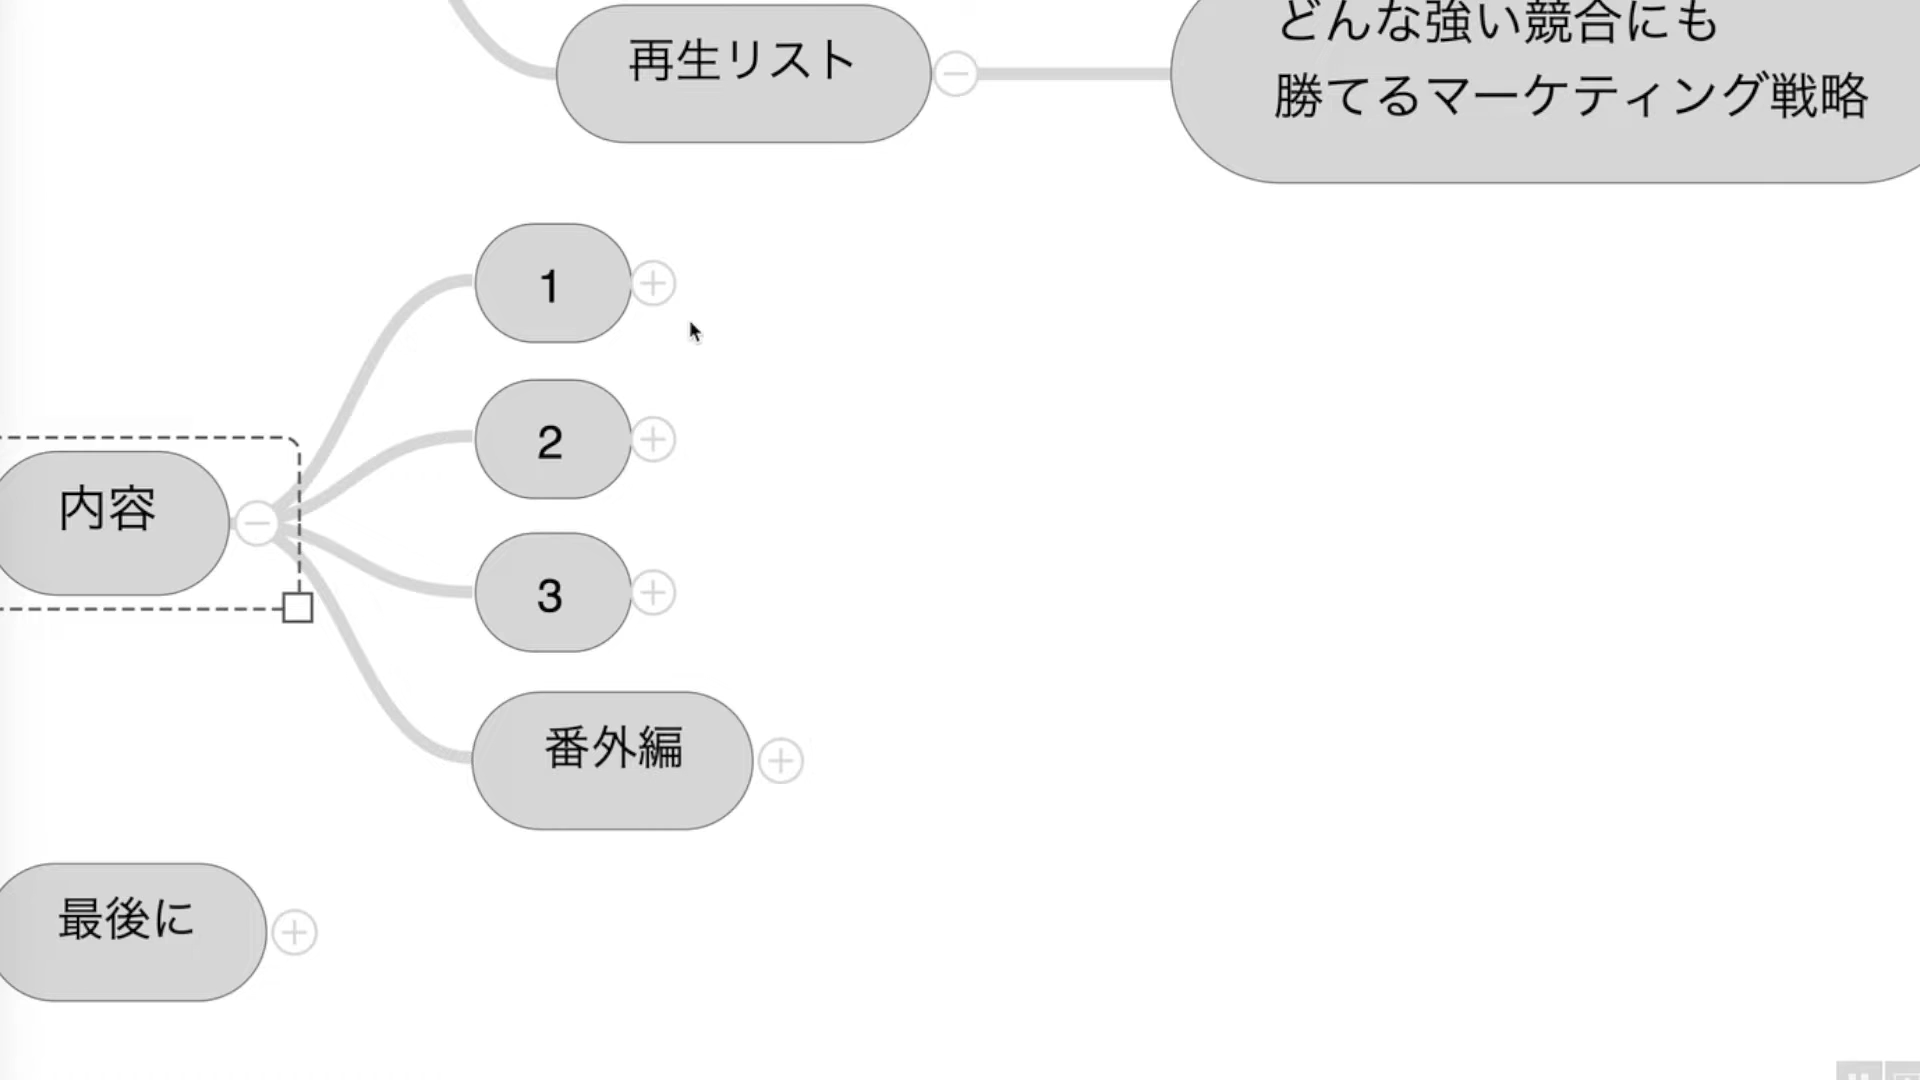 再生リスト
どんな強い競合にも
勝てるマーケティング戦略
1
2
3
内容
番外編
最後に